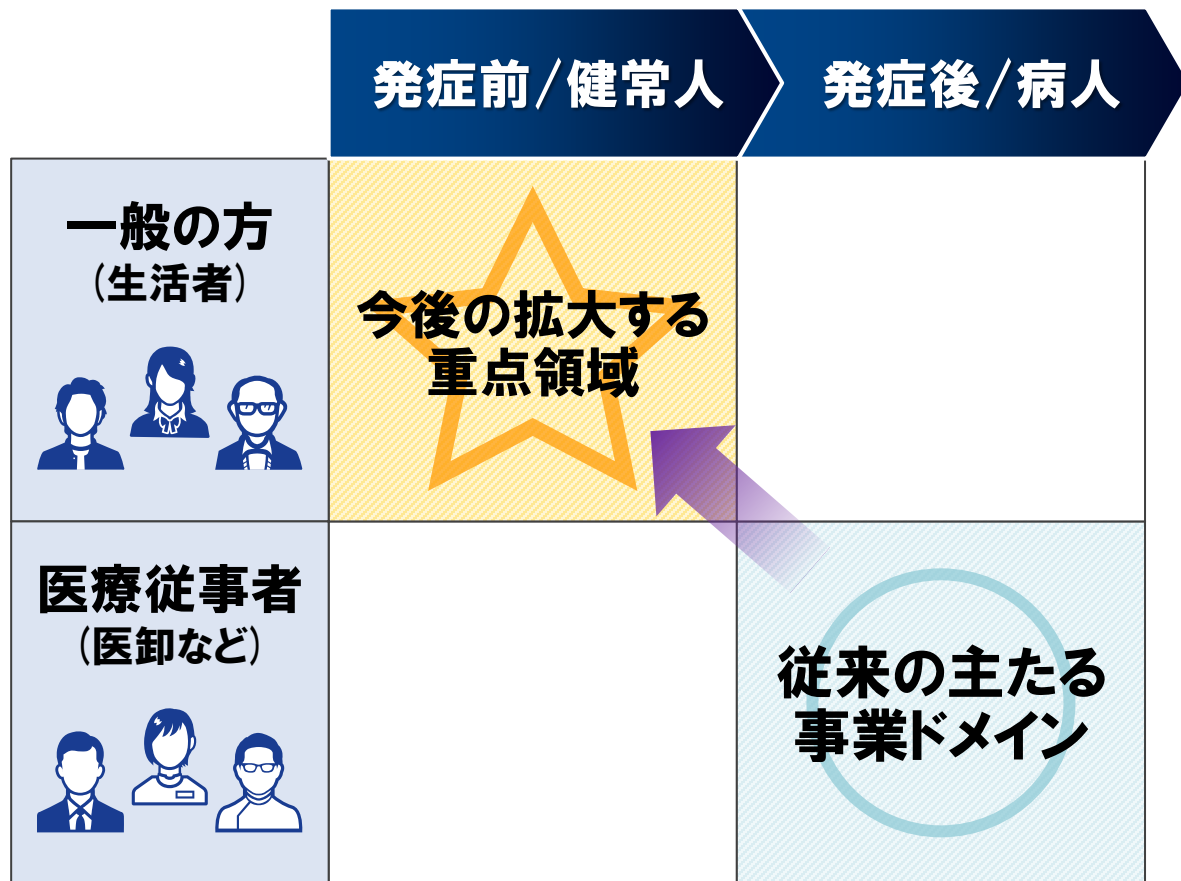 発症前/健常人
発症後/病人
一般の方
(生活者)
今後の拡大する
重点領域
医療従事者
(医卸など)
従来の主たる
事業ドメイン